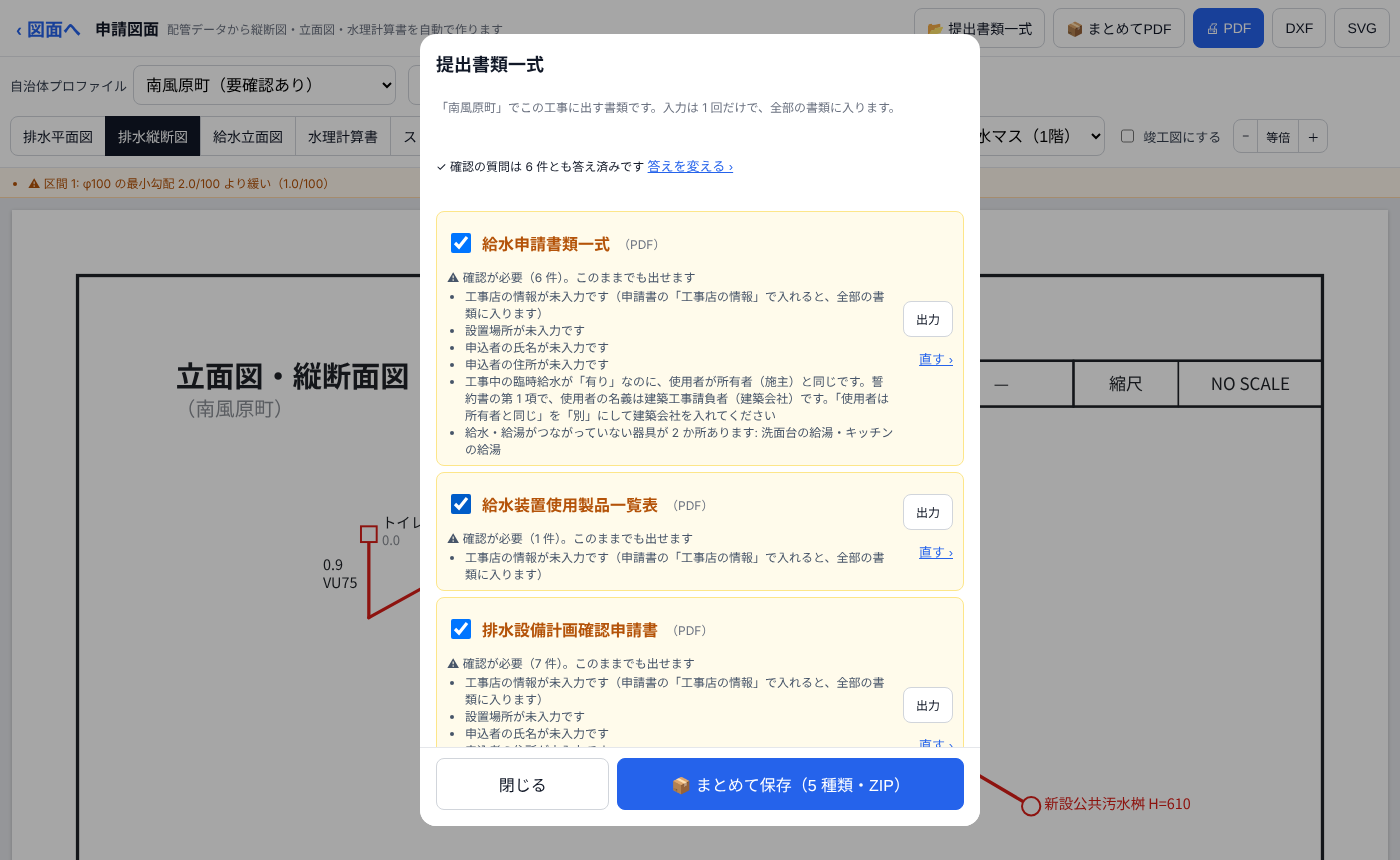 ‹ 図面へ 申請図面 配管データから縦断図・立面図・水理計算書を自動で作ります 📂 提出書類一式 📦 まとめてPDF 🖨 PDF DXF SVG
自治体プロファイル 南風原町（要確認あり）
排水平面図 排水縦断図 給水立面図 水理計算書 ス 水マス（1階） 竣工図にする － 等倍 ＋
• ⚠ 区間 1: φ100 の最小勾配 2.0/100 より緩い（1.0/100）
立面図・縦断面図
（南風原町）
— 縮尺 NO SCALE
トイレ
0.0
0.9
VU75
新設公共汚水桝 H=610
提出書類一式
「南風原町」でこの工事に出す書類です。入力は 1 回だけで、全部の書類に入ります。
✓ 確認の質問は 6 件とも答え済みです 答えを変える ›
給水申請書類一式 （PDF）
⚠ 確認が必要（6 件）。このままでも出せます
• 工事店の情報が未入力です（申請書の「工事店の情報」で入れると、全部の書
類に入ります）
• 設置場所が未入力です
• 申込者の氏名が未入力です
• 申込者の住所が未入力です
• 工事中の臨時給水が「有り」なのに、使用者が所有者（施主）と同じです。誓
約書の第 1 項で、使用者の名義は建築工事請負者（建築会社）です。「使用者は
所有者と同じ」を「別」にして建築会社を入れてください
• 給水・給湯がつながっていない器具が 2 か所あります: 洗面台の給湯・キッチン
の給湯
出力
直す ›
給水装置使用製品一覧表 （PDF）
⚠ 確認が必要（1 件）。このままでも出せます
• 工事店の情報が未入力です（申請書の「工事店の情報」で入れると、全部の書
類に入ります）
出力
直す ›
排水設備計画確認申請書 （PDF）
⚠ 確認が必要（7 件）。このままでも出せます
• 工事店の情報が未入力です（申請書の「工事店の情報」で入れると、全部の書
類に入ります）
• 設置場所が未入力です
• 申込者の氏名が未入力です
出力
直す ›
閉じる 📦 まとめて保存（5 種類・ZIP）